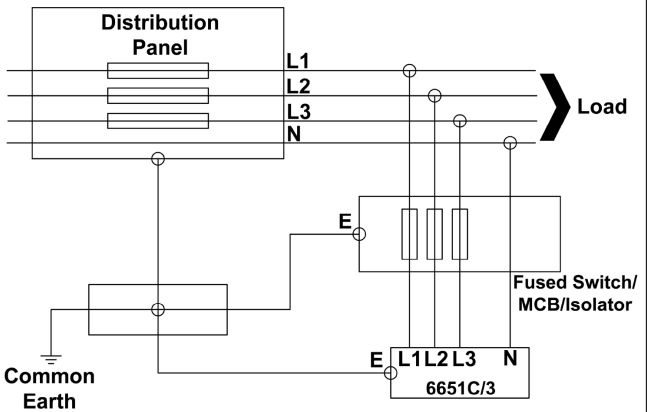 Distribution
Panel
L1
L2
L3
N
Load
E
Fused Switch/
MCB/Isolator
E L1 L2 L3 N
6651C/3
Common
Earth